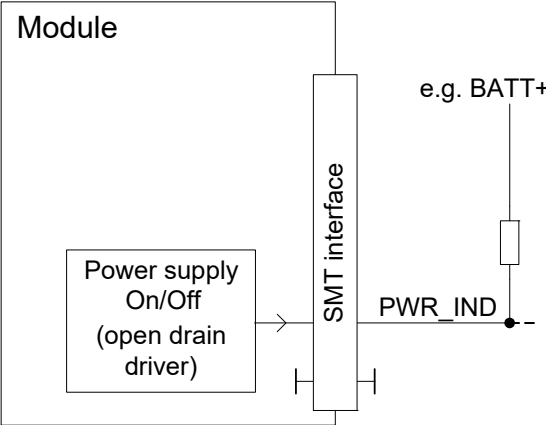 Module
e.g. BATT+
SMT interface
Power supply
On/Off
(open drain
driver)
PWR_IND